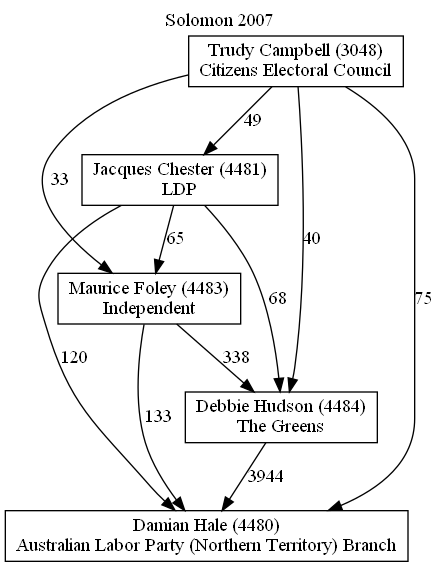 Solomon 2007
Trudy Campbell (3048)
Citizens Electoral Council
49
Jacques Chester (4481)
LDP
33
65
40
Maurice Foley (4483)
Independent
68
75
120
338
133
Debbie Hudson (4484)
The Greens
3944
Damian Hale (4480)
Australian Labor Party (Northern Territory) Branch